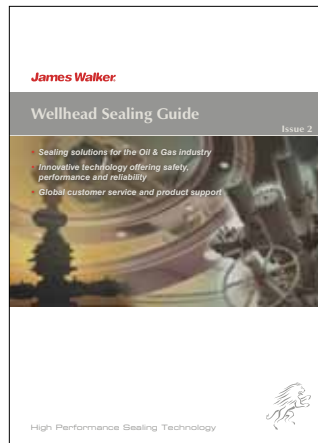 James Walker
Wellhead Sealing Guide
Issue 2
• Sealing solutions for the Oil & Gas industry
• Innovative technology offering safety,
performance and reliability
• Global customer service and product support
High Performance Sealing Technology